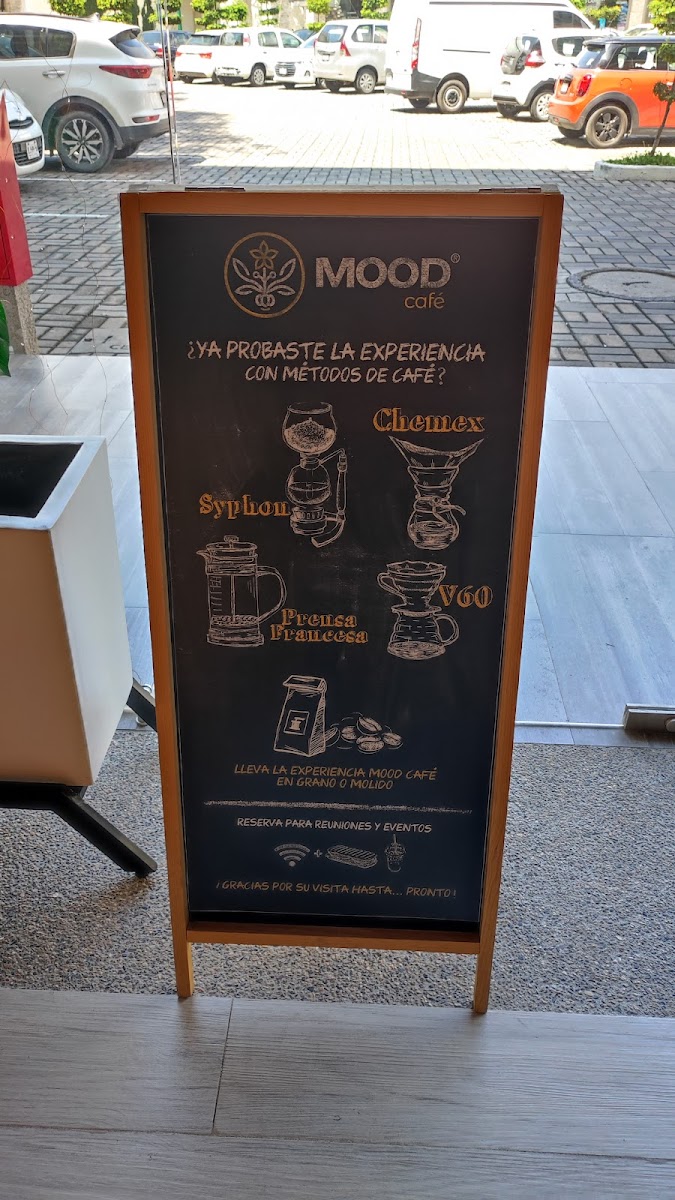 MOOD®
café
¿YA PROBASTE LA EXPERIENCIA
CON MÉTODOS DE CAFÉ?
Chemex
Syphon
V60
Prensa
Francesa
LLEVA LA EXPERIENCIA MOOD CAFÉ
EN GRANO O MOLIDO
RESERVA PARA REUNIONES Y EVENTOS
¡GRACIAS POR SU VISITA HASTA... PRONTO!